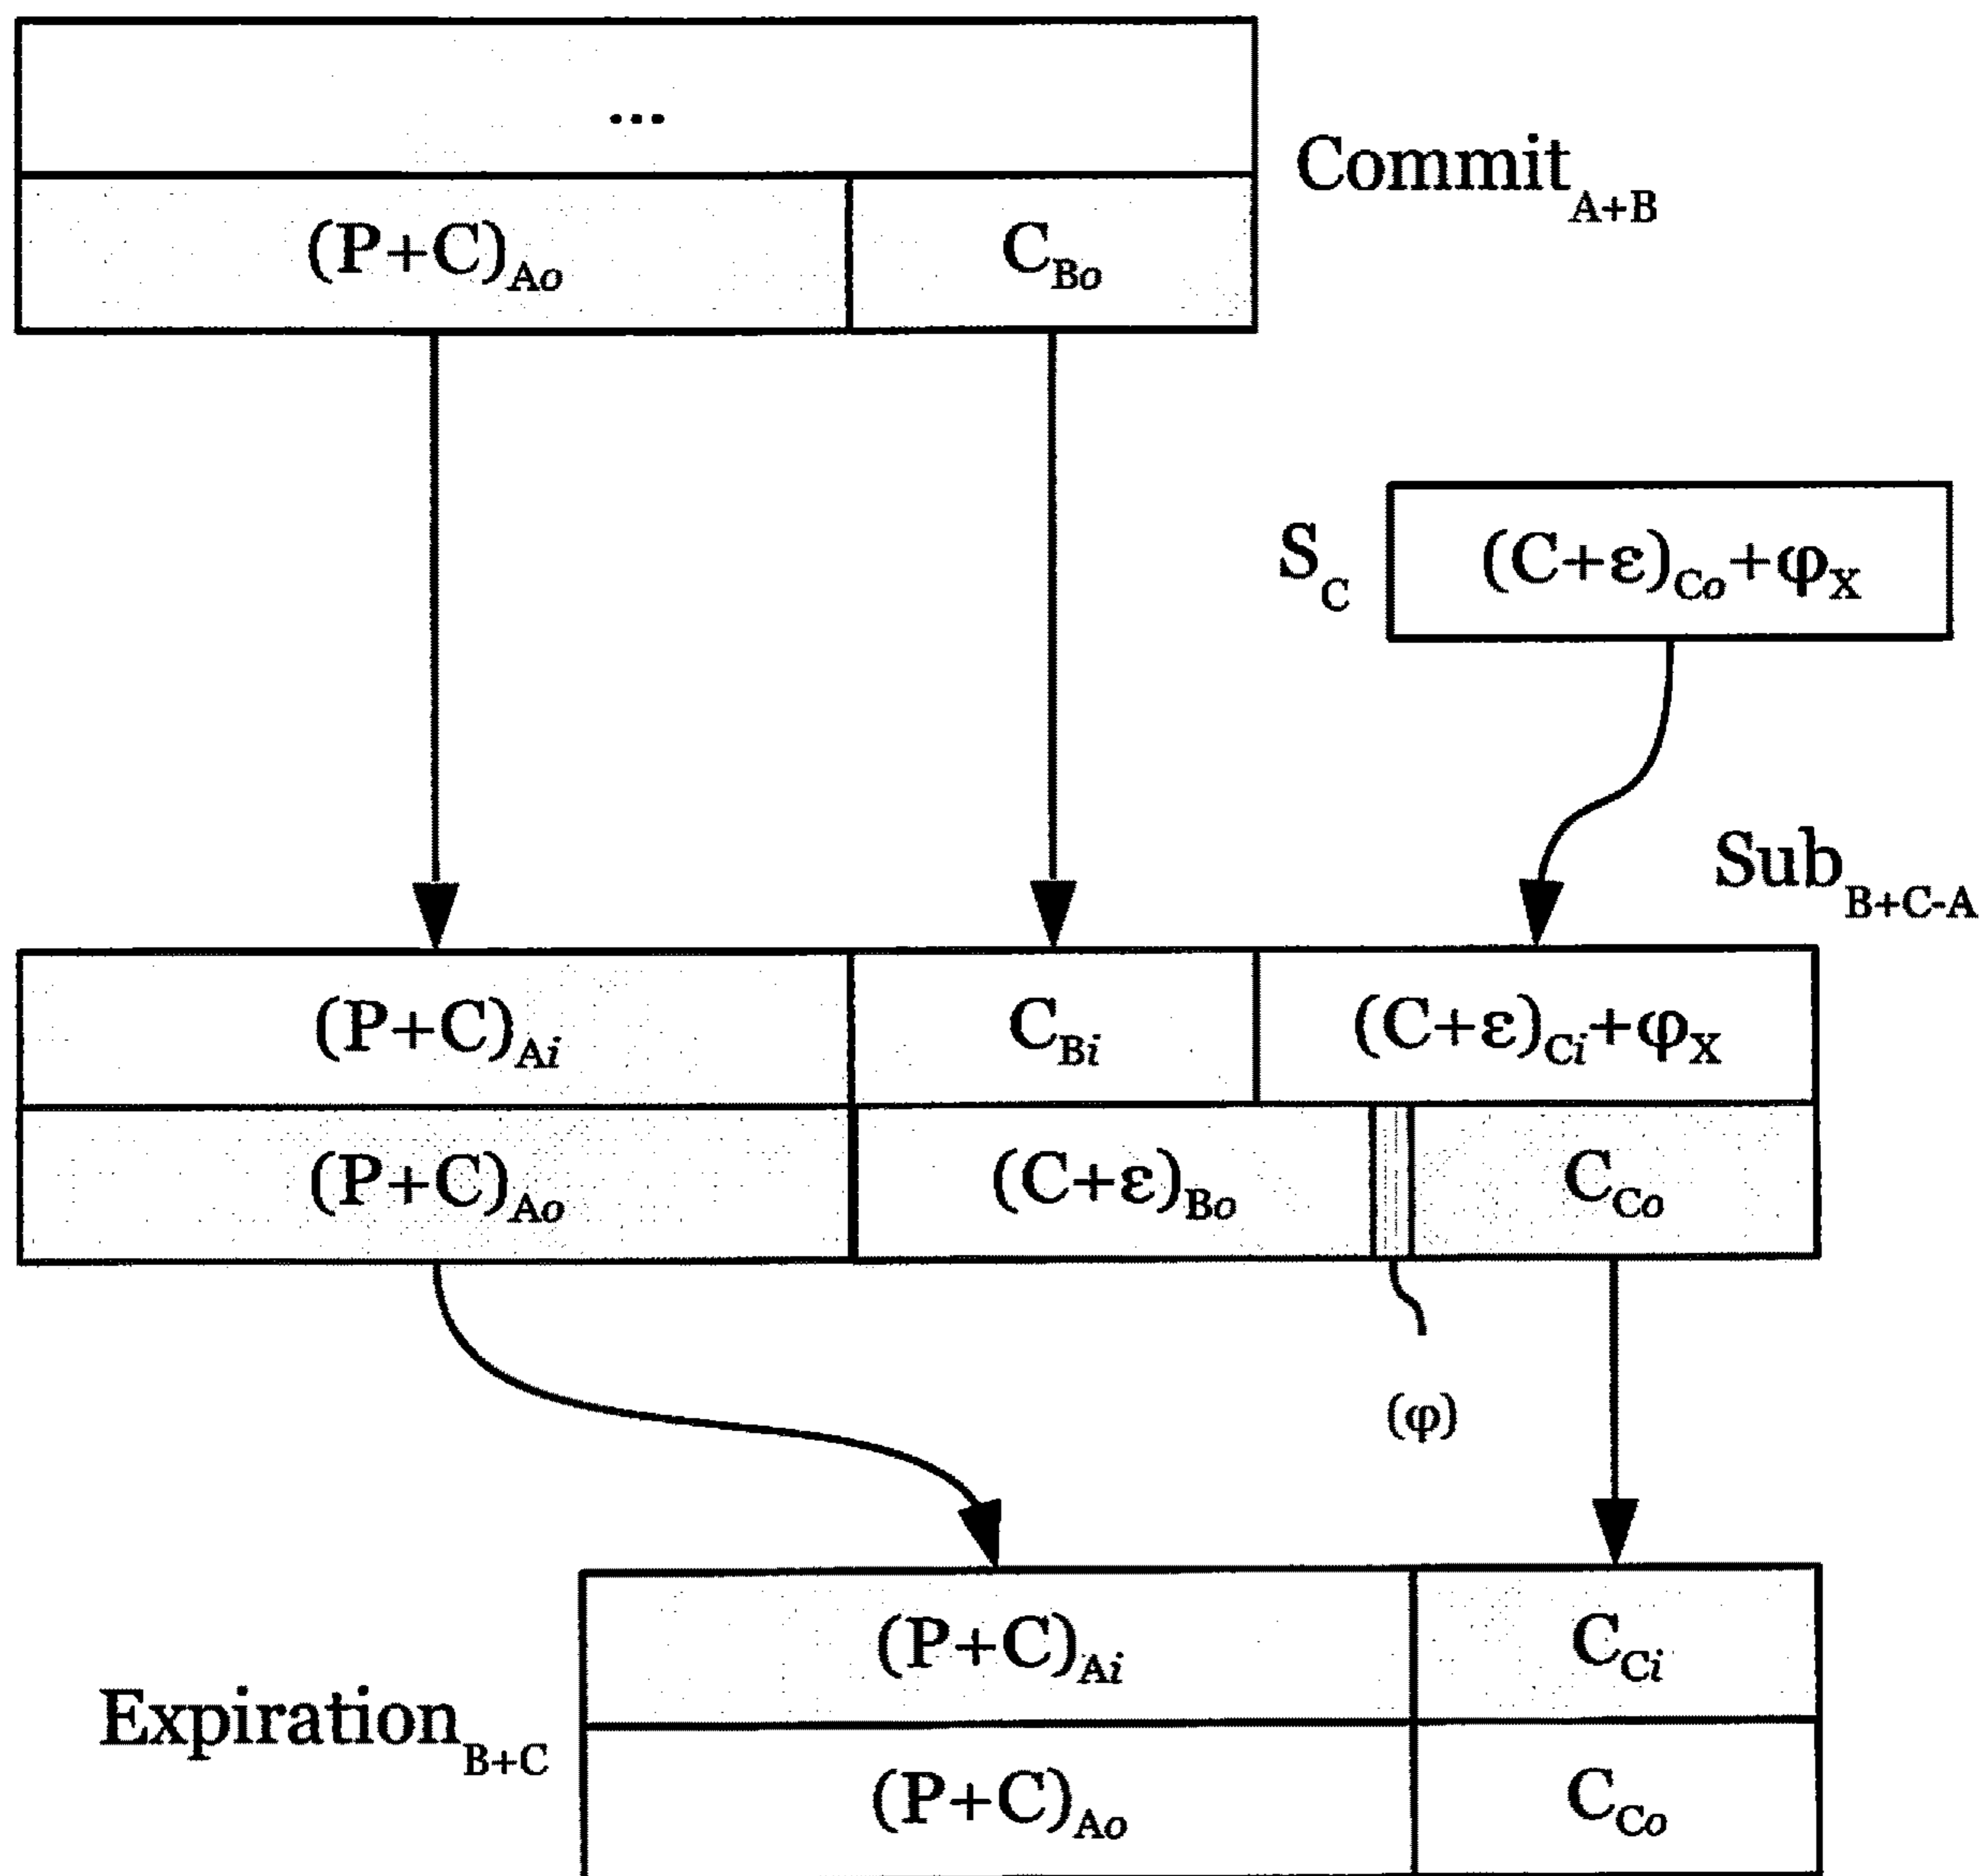 ...
Commit_A+B
(P+C)_Ao C_Bo
S_C (C+ε)_Co+φ_X
Sub_B+C-A
(P+C)_Ai C_Bi (C+ε)_Ci+φ_X
(P+C)_Ao (C+ε)_Bo C_Co
(φ)
(P+C)_Ai C_Ci
Expiration_B+C
(P+C)_Ao C_Co